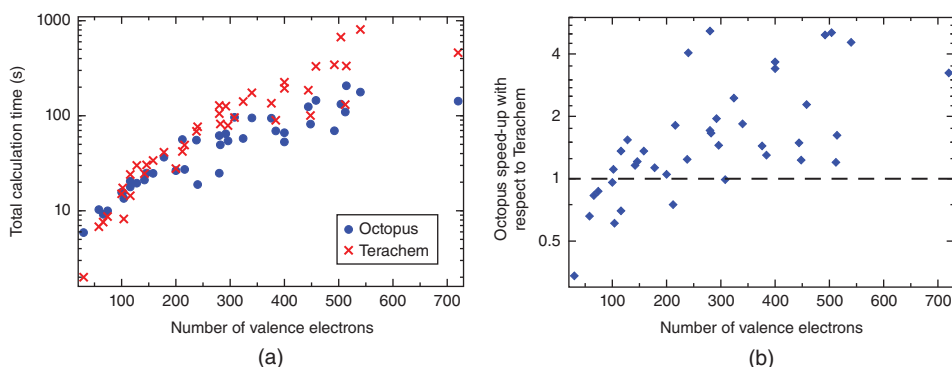 1000
100
10
Total calculation time (s)
100 200 300 400 500 600 700
Number of valence electrons
Octopus
Terachem
(a)
4
2
1
0.5
Octopus speed-up with
respect to Terachem
100 200 300 400 500 600 700
Number of valence electrons
(b)